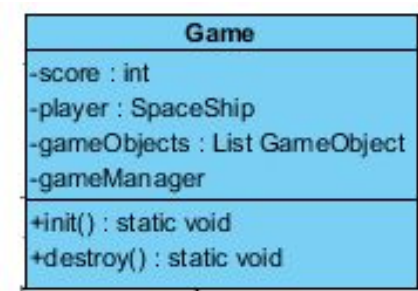 Game
-score : int
-player : SpaceShip
-gameObjects : List GameObject
-gameManager
+init() : static void
+destroy() : static void